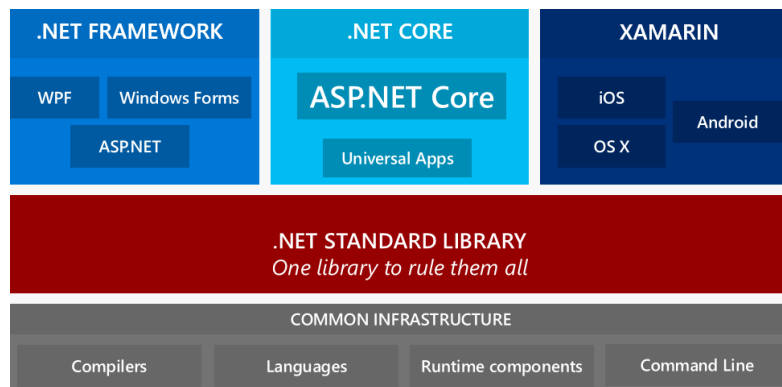 .NET FRAMEWORK
WPF
Windows Forms
ASP.NET
.NET CORE
ASP.NET Core
Universal Apps
XAMARIN
iOS
Android
OS X
.NET STANDARD LIBRARY
One library to rule them all
COMMON INFRASTRUCTURE
Compilers
Languages
Runtime components
Command Line